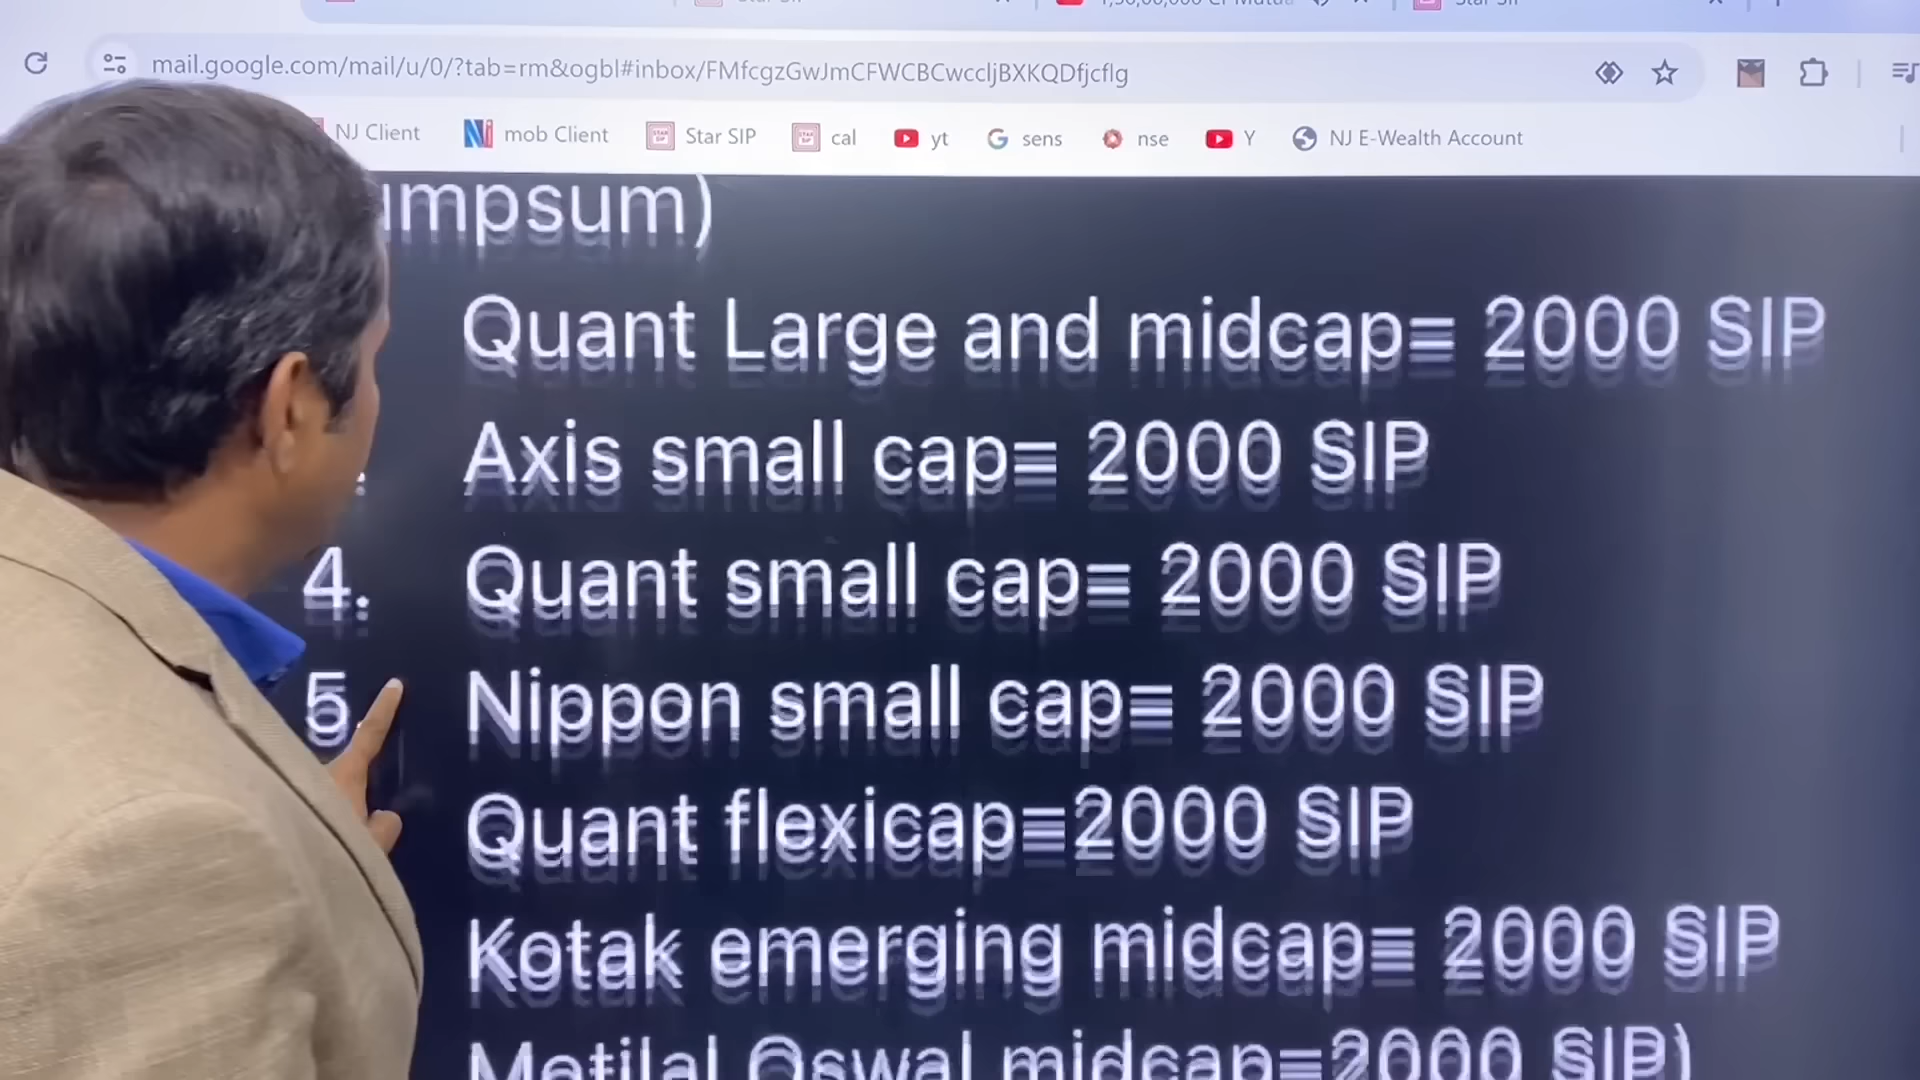 Star SIP
mail.google.com/mail/u/0/?tab=rm&ogbl#inbox/FMfcgzGwJmCFWCBCwccljBXKQDfjcflg
NJ Client mob Client Star SIP cal yt sens nse Y NJ E-Wealth Account
umpsum)
Quant Large and midcap= 2000 SIP
Axis small cap= 2000 SIP
4. Quant small cap= 2000 SIP
5 Nippon small cap= 2000 SIP
Quant flexicap=2000 SIP
Kotak emerging midcap= 2000 SIP
Motilal Oswal midcap=2000 SIP)